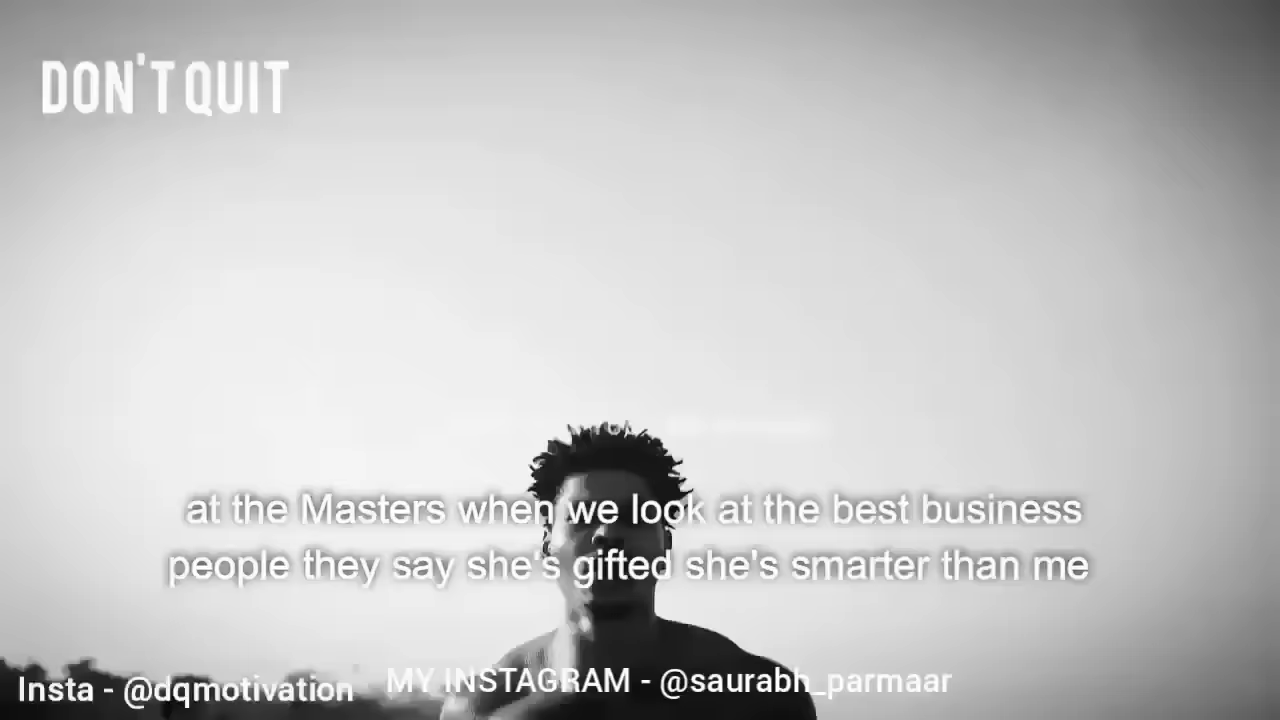 DON'T QUIT
at the Masters when we look at the best business
people they say she's gifted she's smarter than me
Insta - @dqmotivation
MY INSTAGRAM - @saurabh_parmaar